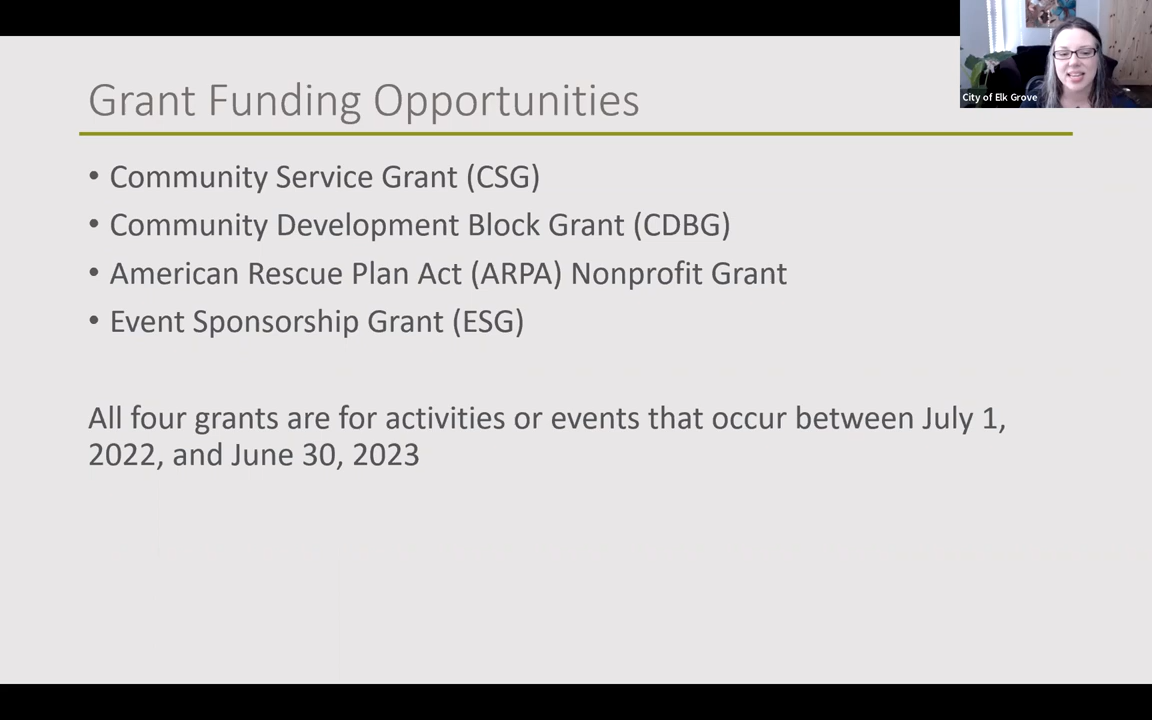 Grant Funding Opportunities
City of Elk Grove
• Community Service Grant (CSG)
• Community Development Block Grant (CDBG)
• American Rescue Plan Act (ARPA) Nonprofit Grant
• Event Sponsorship Grant (ESG)
All four grants are for activities or events that occur between July 1,
2022, and June 30, 2023